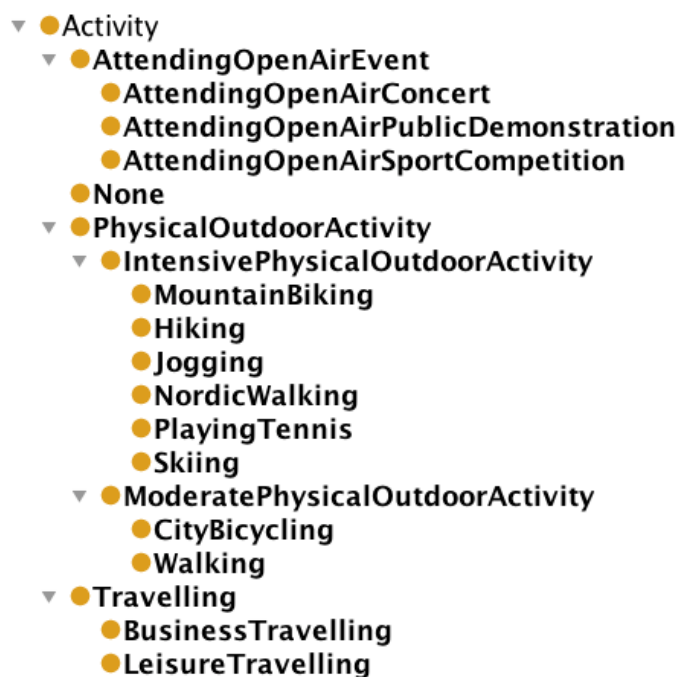 Activity
AttendingOpenAirEvent
AttendingOpenAirConcert
AttendingOpenAirPublicDemonstration
AttendingOpenAirSportCompetition
None
PhysicalOutdoorActivity
IntensivePhysicalOutdoorActivity
MountainBiking
Hiking
Jogging
NordicWalking
PlayingTennis
Skiing
ModeratePhysicalOutdoorActivity
CityBicycling
Walking
Travelling
BusinessTravelling
LeisureTravelling